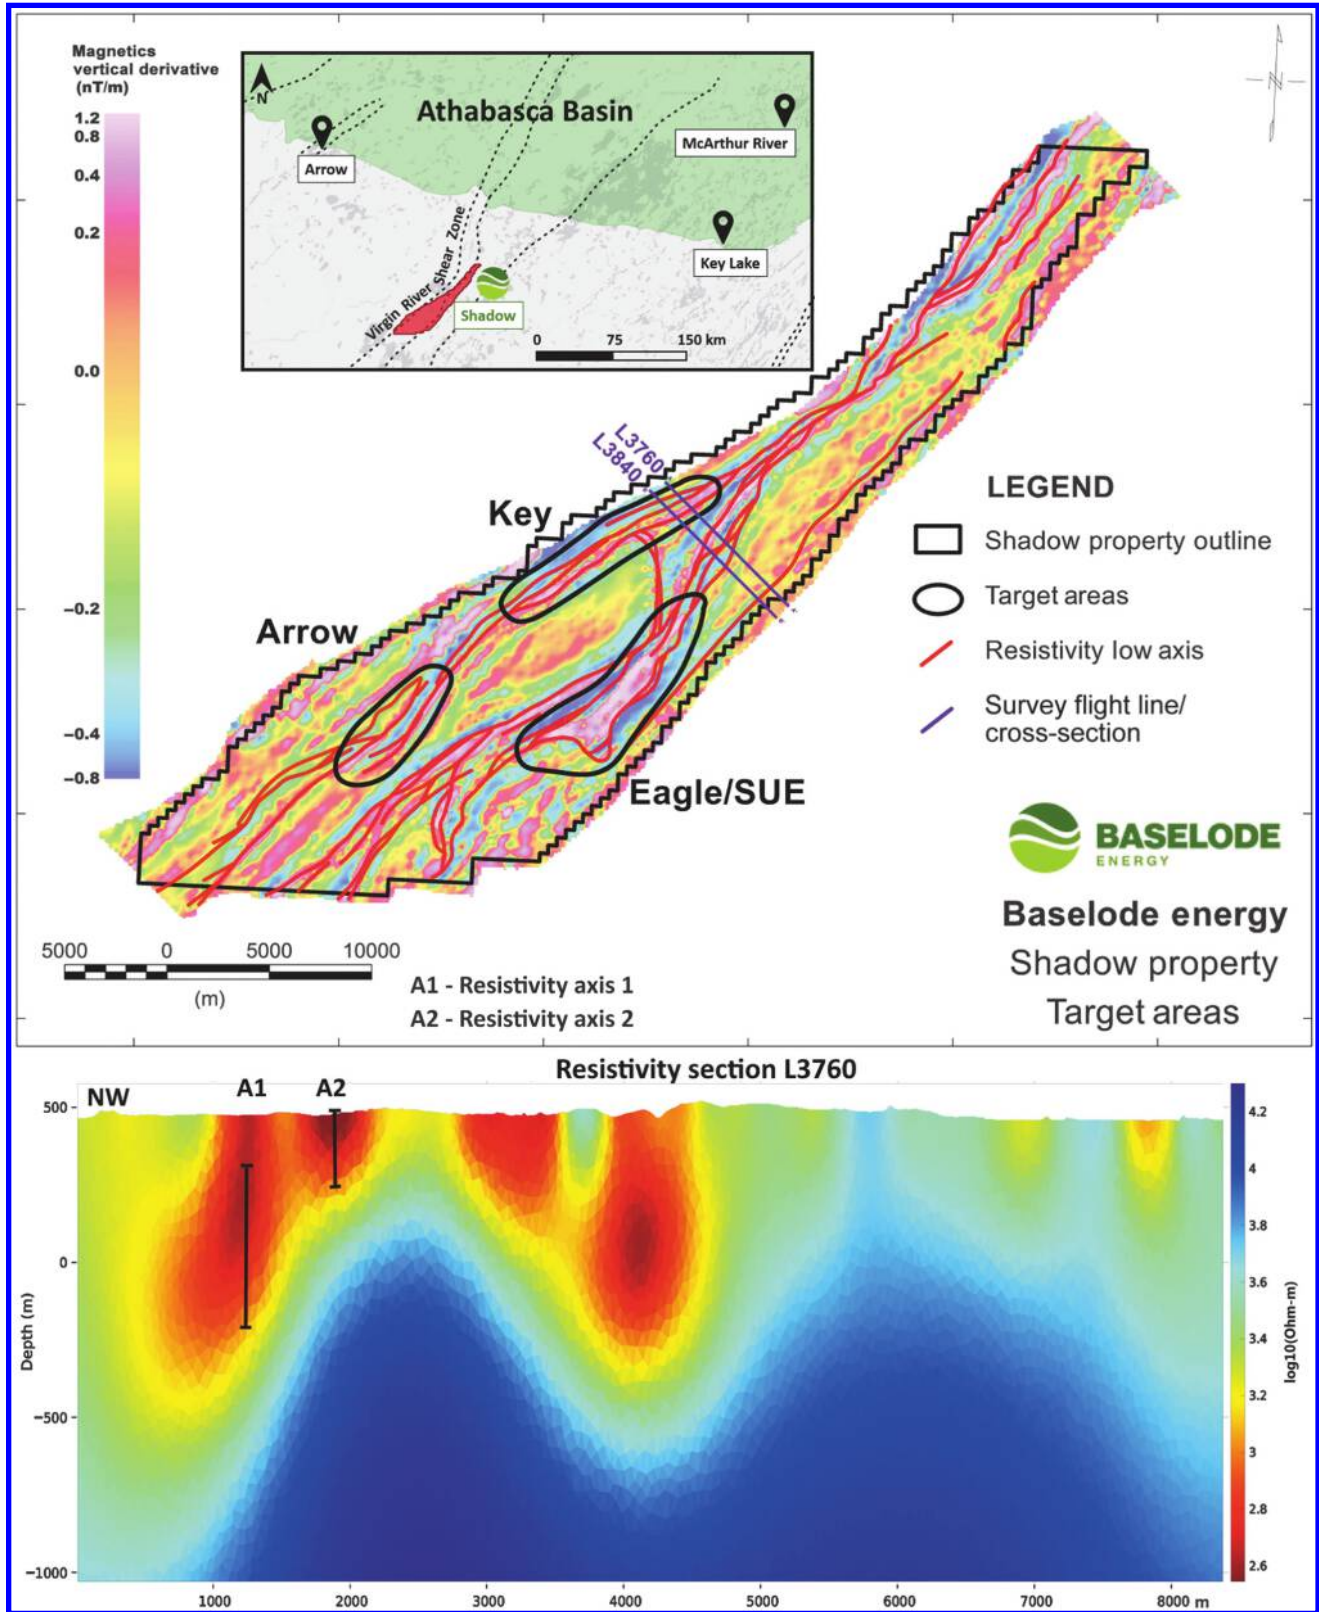 Magnetics
vertical derivative
(nT/m)
1.2
0.8
0.4
0.2
0.0
−0.2
−0.4
−0.8
N
Athabasca Basin
Arrow
McArthur River
Key Lake
Virgin River Shear Zone
Shadow
0 75 150 km
N
L3760
L3840
Key
Arrow
Eagle/SUE
LEGEND
Shadow property outline
Target areas
Resistivity low axis
Survey flight line/
cross-section
BASELODE
ENERGY
Baselode energy
Shadow property
Target areas
5000 0 5000 10000
(m)
A1 - Resistivity axis 1
A2 - Resistivity axis 2
Resistivity section L3760
NW A1 A2
Depth (m)
500
0
−500
−1000
1000 2000 3000 4000 5000 6000 7000 8000 m
4.2
4
3.8
3.6
3.4
3.2
3
2.8
2.6
log10(Ohm-m)